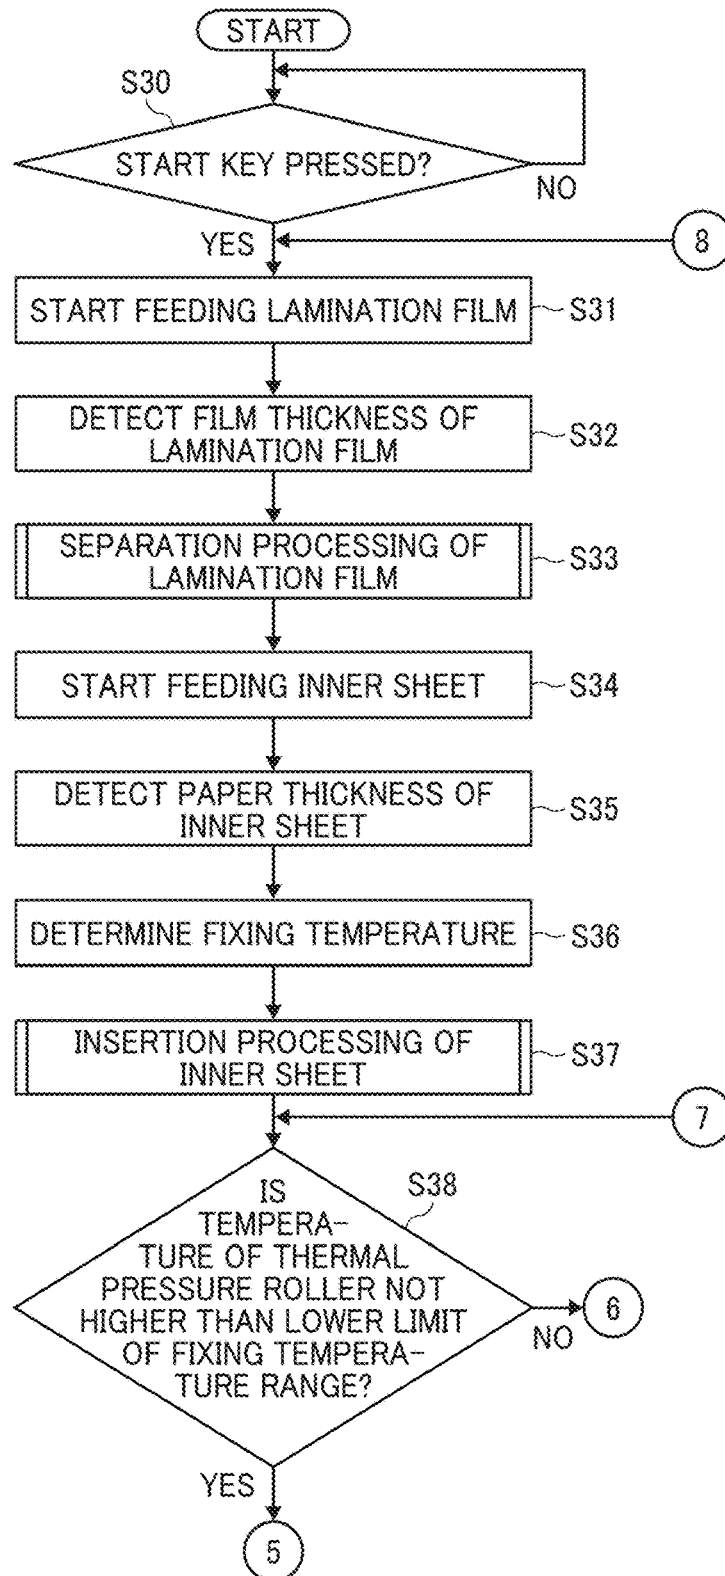 START
S30
START KEY PRESSED?
NO
YES
8
START FEEDING LAMINATION FILM
S31
DETECT FILM THICKNESS OF
LAMINATION FILM
S32
SEPARATION PROCESSING OF
LAMINATION FILM
S33
START FEEDING INNER SHEET
S34
DETECT PAPER THICKNESS OF
INNER SHEET
S35
DETERMINE FIXING TEMPERATURE
S36
INSERTION PROCESSING OF
INNER SHEET
S37
7
S38
IS
TEMPERA-
TURE OF THERMAL
PRESSURE ROLLER NOT
HIGHER THAN LOWER LIMIT
OF FIXING TEMPERA-
TURE RANGE?
6
NO
YES
5